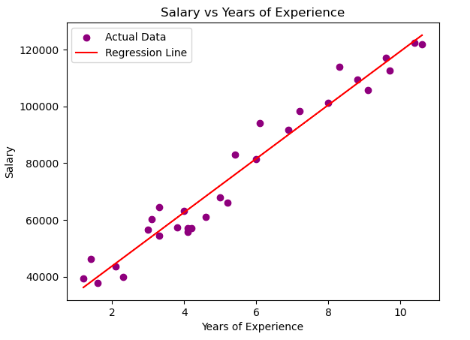 Salary vs Years of Experience
Actual Data
Regression Line
120000
100000
80000
60000
40000
Salary
2 4 6 8 10
Years of Experience